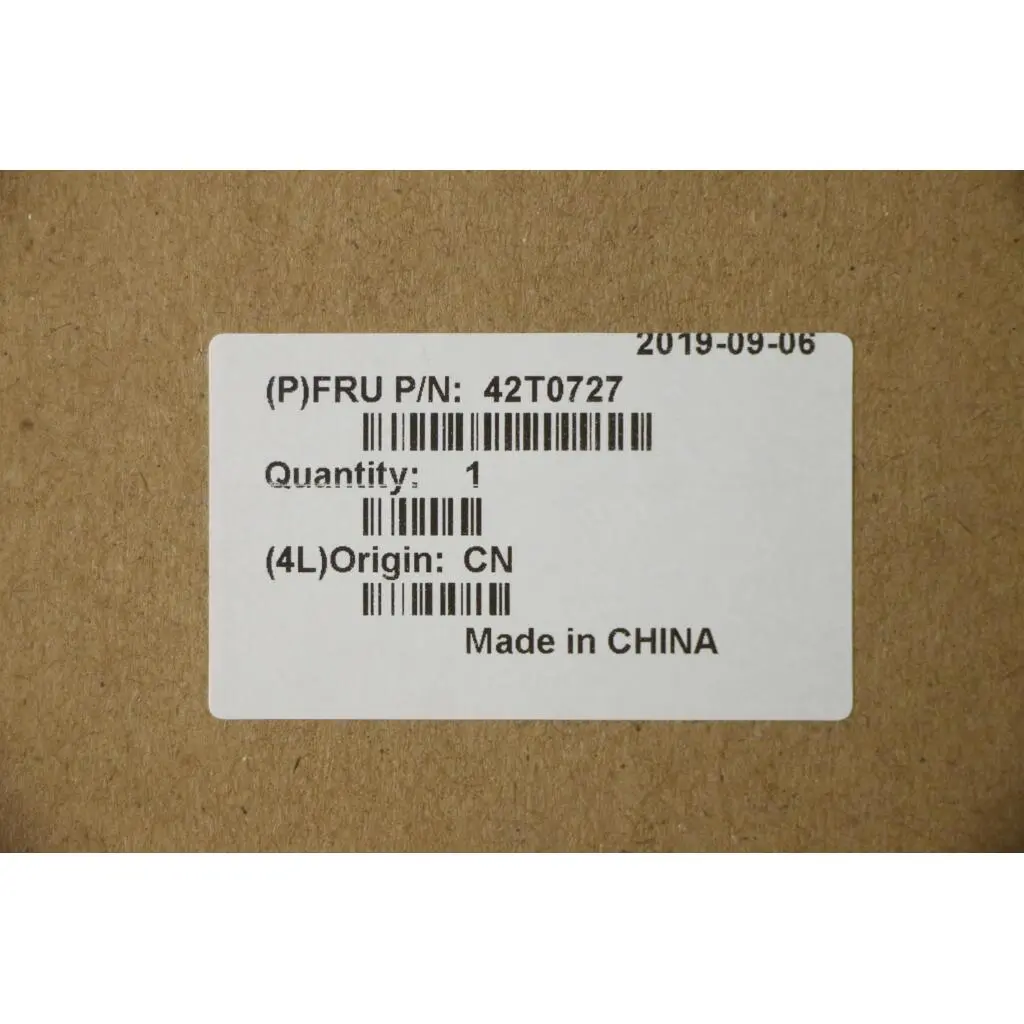 2019-09-06
(P)FRU P/N: 42T0727
Quantity: 1
(4L)Origin: CN
Made in CHINA